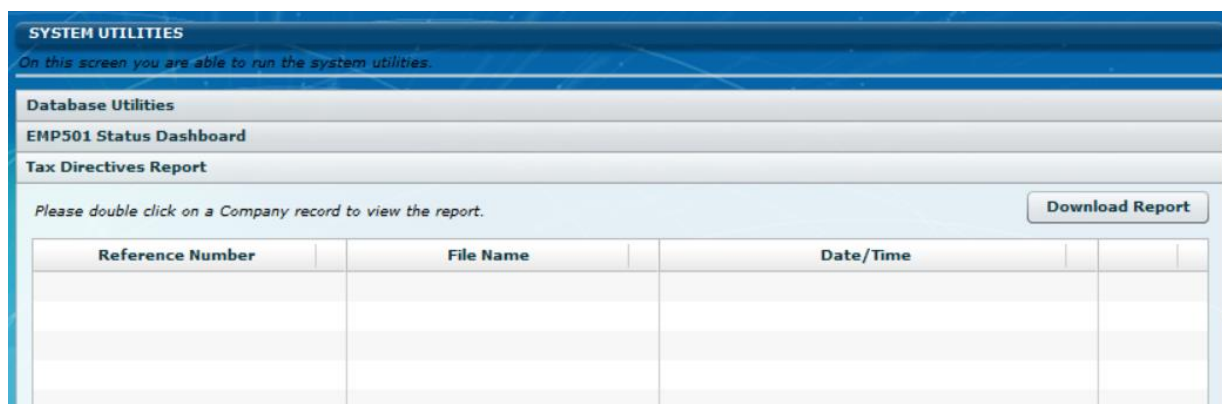 SYSTEM UTILITIES
On this screen you are able to run the system utilities.
Database Utilities
EMP501 Status Dashboard
Tax Directives Report
Please double click on a Company record to view the report.
Download Report
Reference Number File Name Date/Time